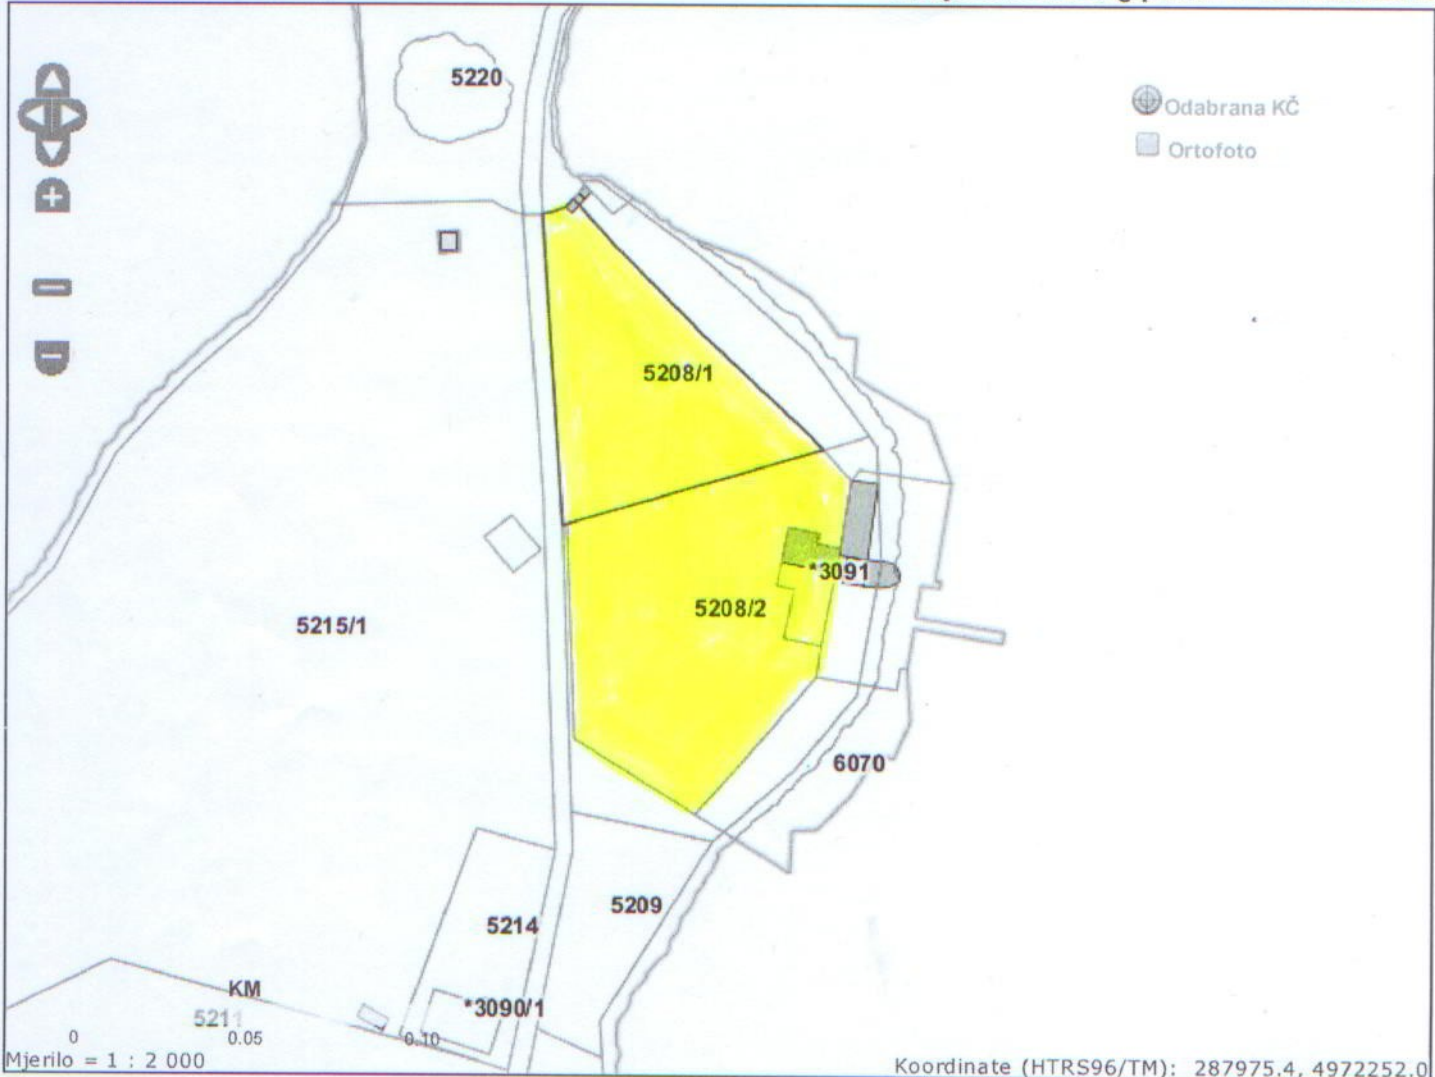 5220
Odabrana KČ
Ortofoto
5208/1
*3091
5208/2
5215/1
6070
5209
5214
*3090/1
KM
5211
0 0.05 0.10
Mjerilo = 1 : 2 000
Koordinate (HTRS96/TM): 287975.4, 4972252.0